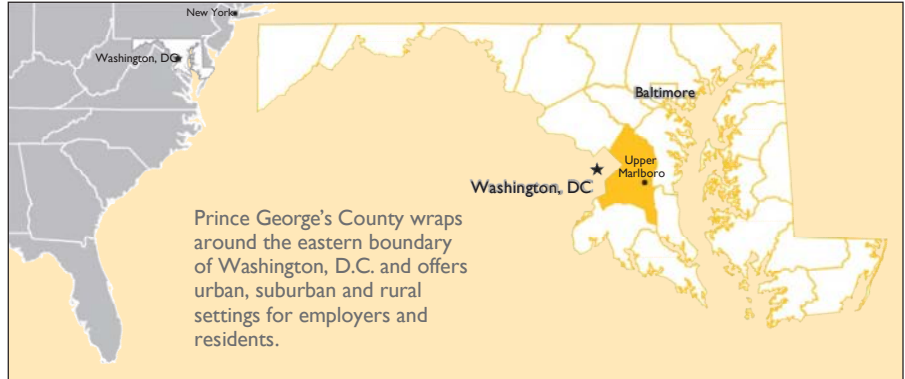 New York
Washington, DC
Baltimore
Upper
Marlboro
Washington, DC
Prince George’s County wraps
around the eastern boundary
of Washington, D.C. and offers
urban, suburban and rural
settings for employers and
residents.